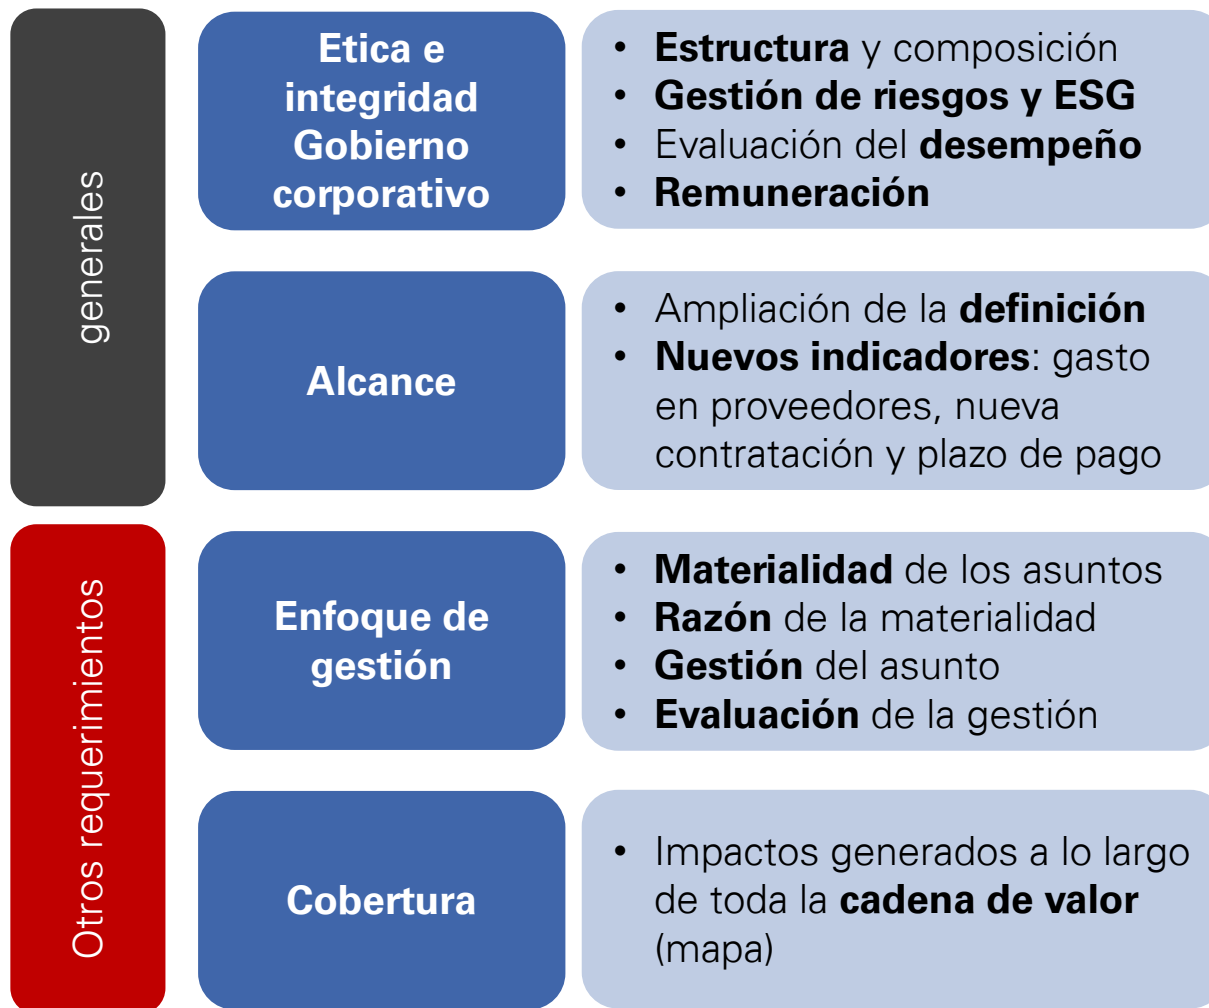 generales
Etica e
integridad
Gobierno
corporativo
• Estructura y composición
• Gestión de riesgos y ESG
• Evaluación del desempeño
• Remuneración
Alcance
• Ampliación de la definición
• Nuevos indicadores: gasto
en proveedores, nueva
contratación y plazo de pago
Otros requerimientos
Enfoque de
gestión
• Materialidad de los asuntos
• Razón de la materialidad
• Gestión del asunto
• Evaluación de la gestión
Cobertura
• Impactos generados a lo largo
de toda la cadena de valor
(mapa)